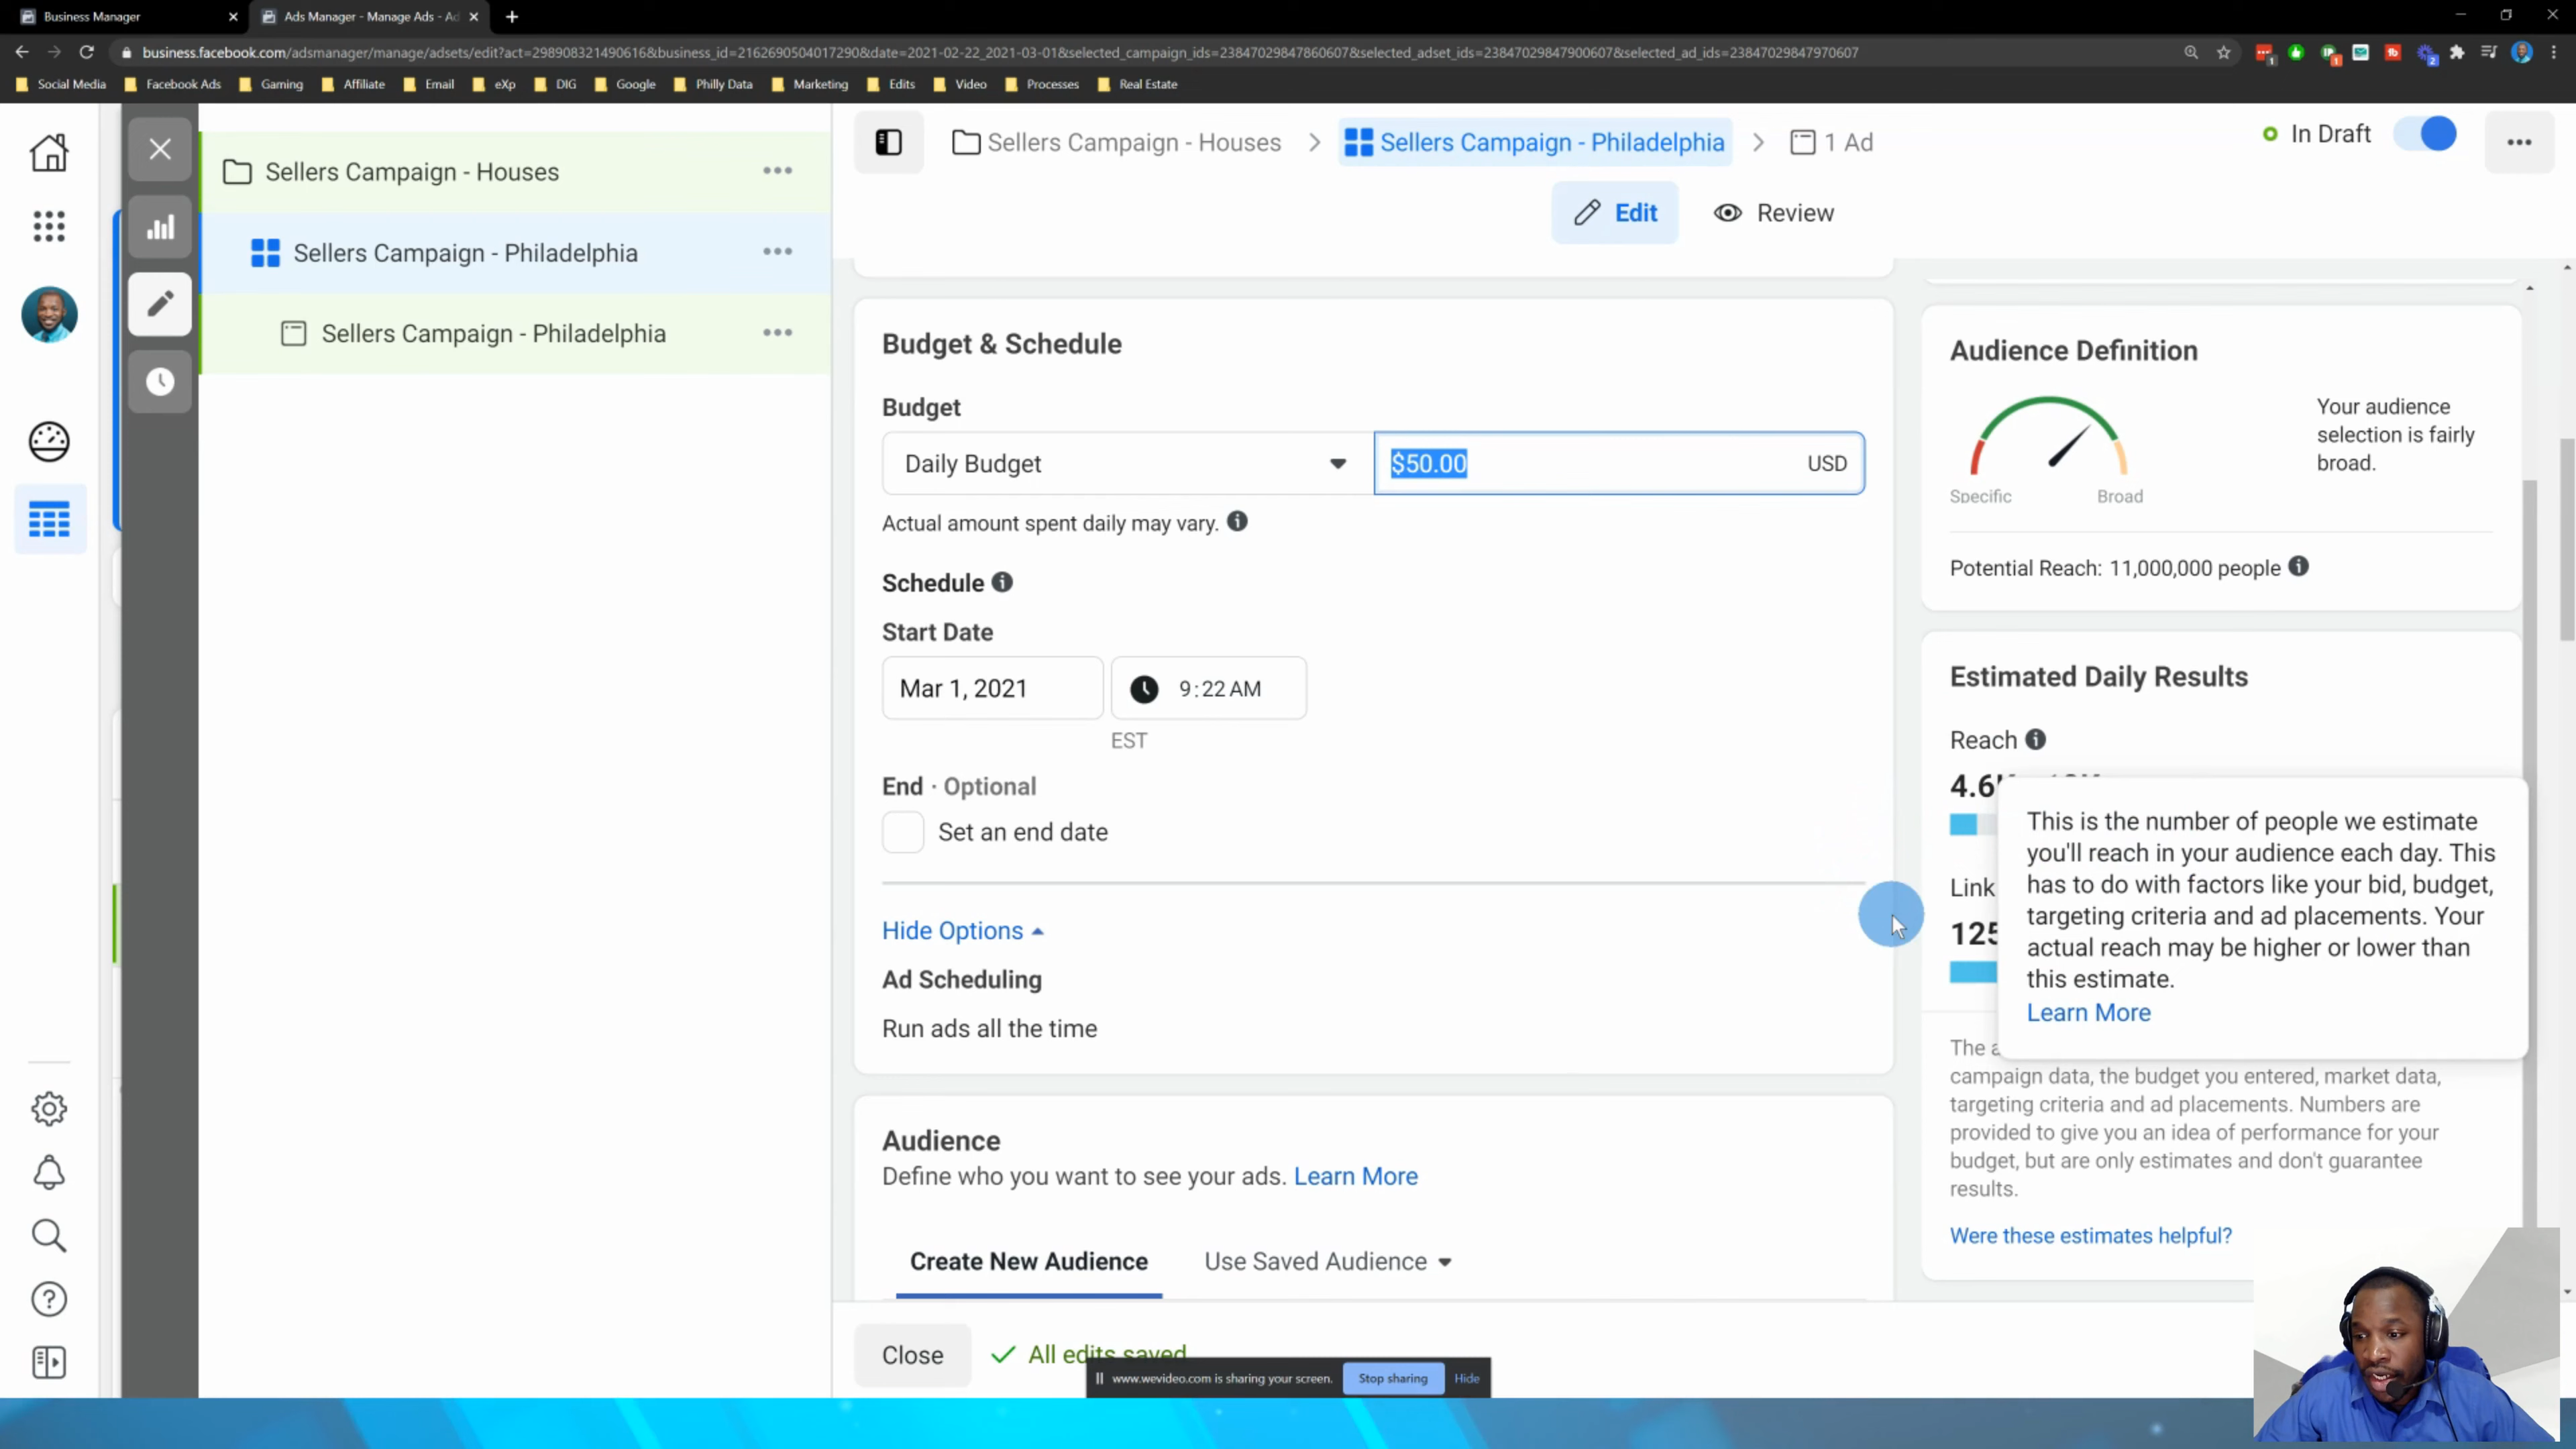 Business Manager
Ads Manager - Manage Ads - Ad
business.facebook.com/adsmanager/manage/adsets/edit?act=298908321490616&business_id=2162690504017290&date=2021-02-22_2021-03-01&selected_campaign_ids=23847029847860607&selected_adset_ids=23847029847900607&selected_ad_ids=23847029847970607
Social Media Facebook Ads Gaming Affiliate Email eXp DIG Google Philly Data Marketing Edits Video Processes Real Estate
Sellers Campaign - Houses
Sellers Campaign - Philadelphia
Sellers Campaign - Philadelphia
Sellers Campaign - Houses > Sellers Campaign - Philadelphia > 1 Ad
In Draft
Edit
Review
Budget & Schedule
Budget
Daily Budget
$50.00
USD
Actual amount spent daily may vary.
Schedule
Start Date
Mar 1, 2021
9:22 AM
EST
End · Optional
Set an end date
Hide Options
Ad Scheduling
Run ads all the time
Audience
Define who you want to see your ads. Learn More
Create New Audience
Use Saved Audience
Close
All edits saved
www.wevideo.com is sharing your screen.
Stop sharing
Hide
Audience Definition
Your audience
selection is fairly
broad.
Specific
Broad
Potential Reach: 11,000,000 people
Estimated Daily Results
Reach
4.6
This is the number of people we estimate
you'll reach in your audience each day. This
has to do with factors like your bid, budget,
targeting criteria and ad placements. Your
actual reach may be higher or lower than
this estimate.
Learn More
Link
125
The
campaign data, the budget you entered, market data,
targeting criteria and ad placements. Numbers are
provided to give you an idea of performance for your
budget, but are only estimates and don't guarantee
results.
Were these estimates helpful?